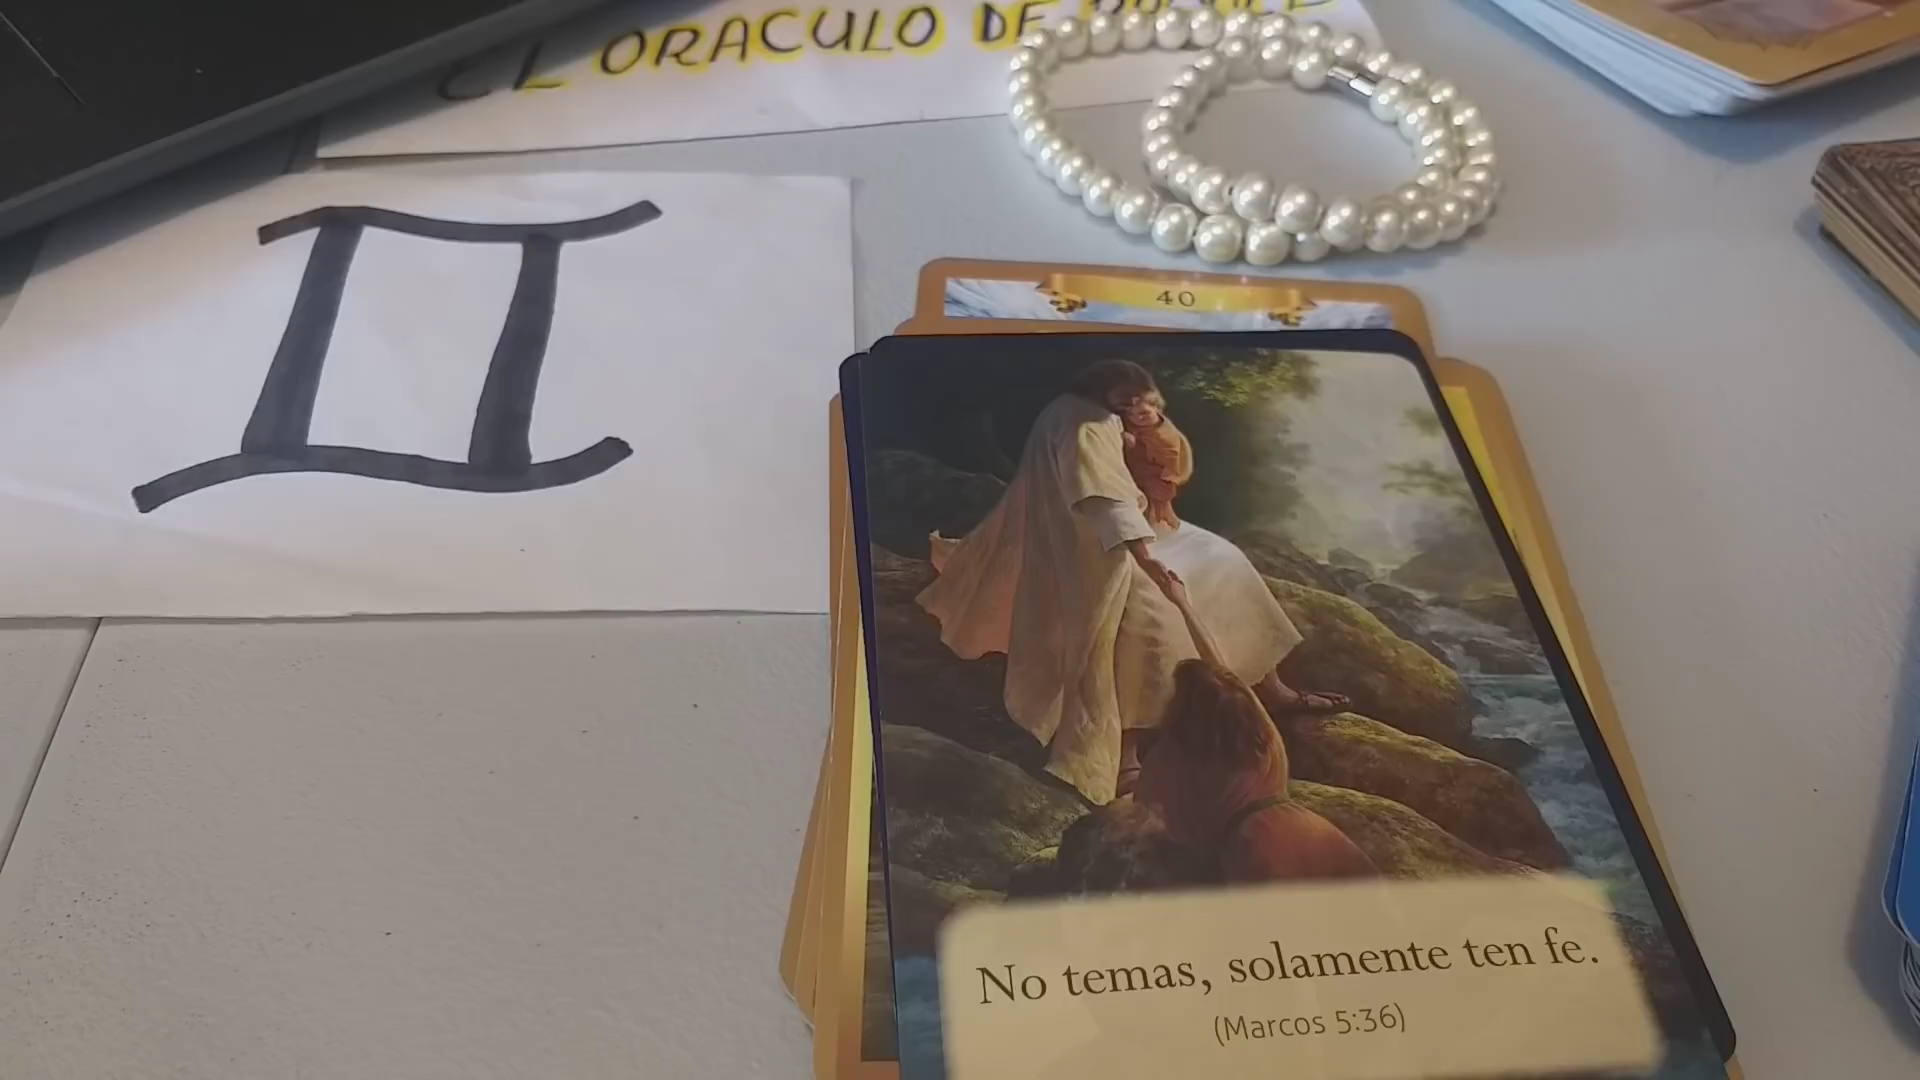 EL ORACULO DE
40
No temas, solamente ten fe.
(Marcos 5:36)